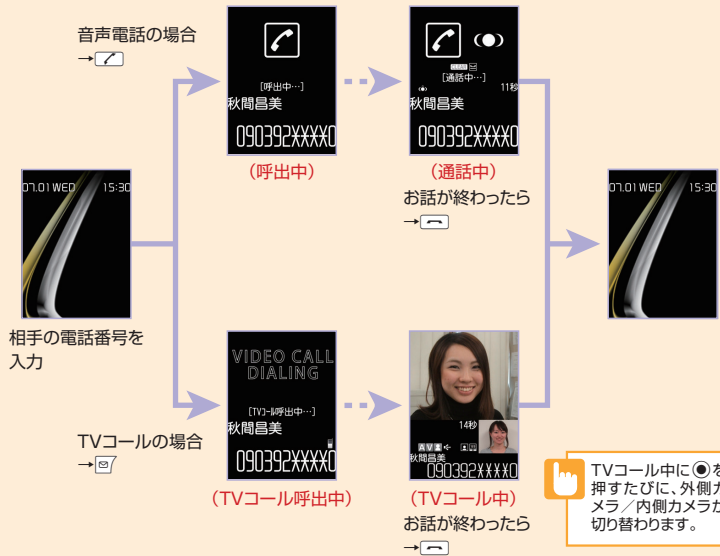 音声電話の場合
→
[呼出中…]
秋間昌美
090392XXXX0
(呼出中)
CLEAR
[通話中…]
11秒
秋間昌美
090392XXXX0
(通話中)
お話が終わったら
→
07.01 WED 15:30
相手の電話番号を
入力
07.01 WED 15:30
TVコールの場合
→
VIDEO CALL
DIALING
[TVコール呼出中…]
秋間昌美
090392XXXX0
(TVコール呼出中)
14秒
AV
秋間昌美
090392XXXX0
(TVコール中)
お話が終わったら
→
TVコール中に◉を
押すたびに、外側カ
メラ/内側カメラが
切り替わります。